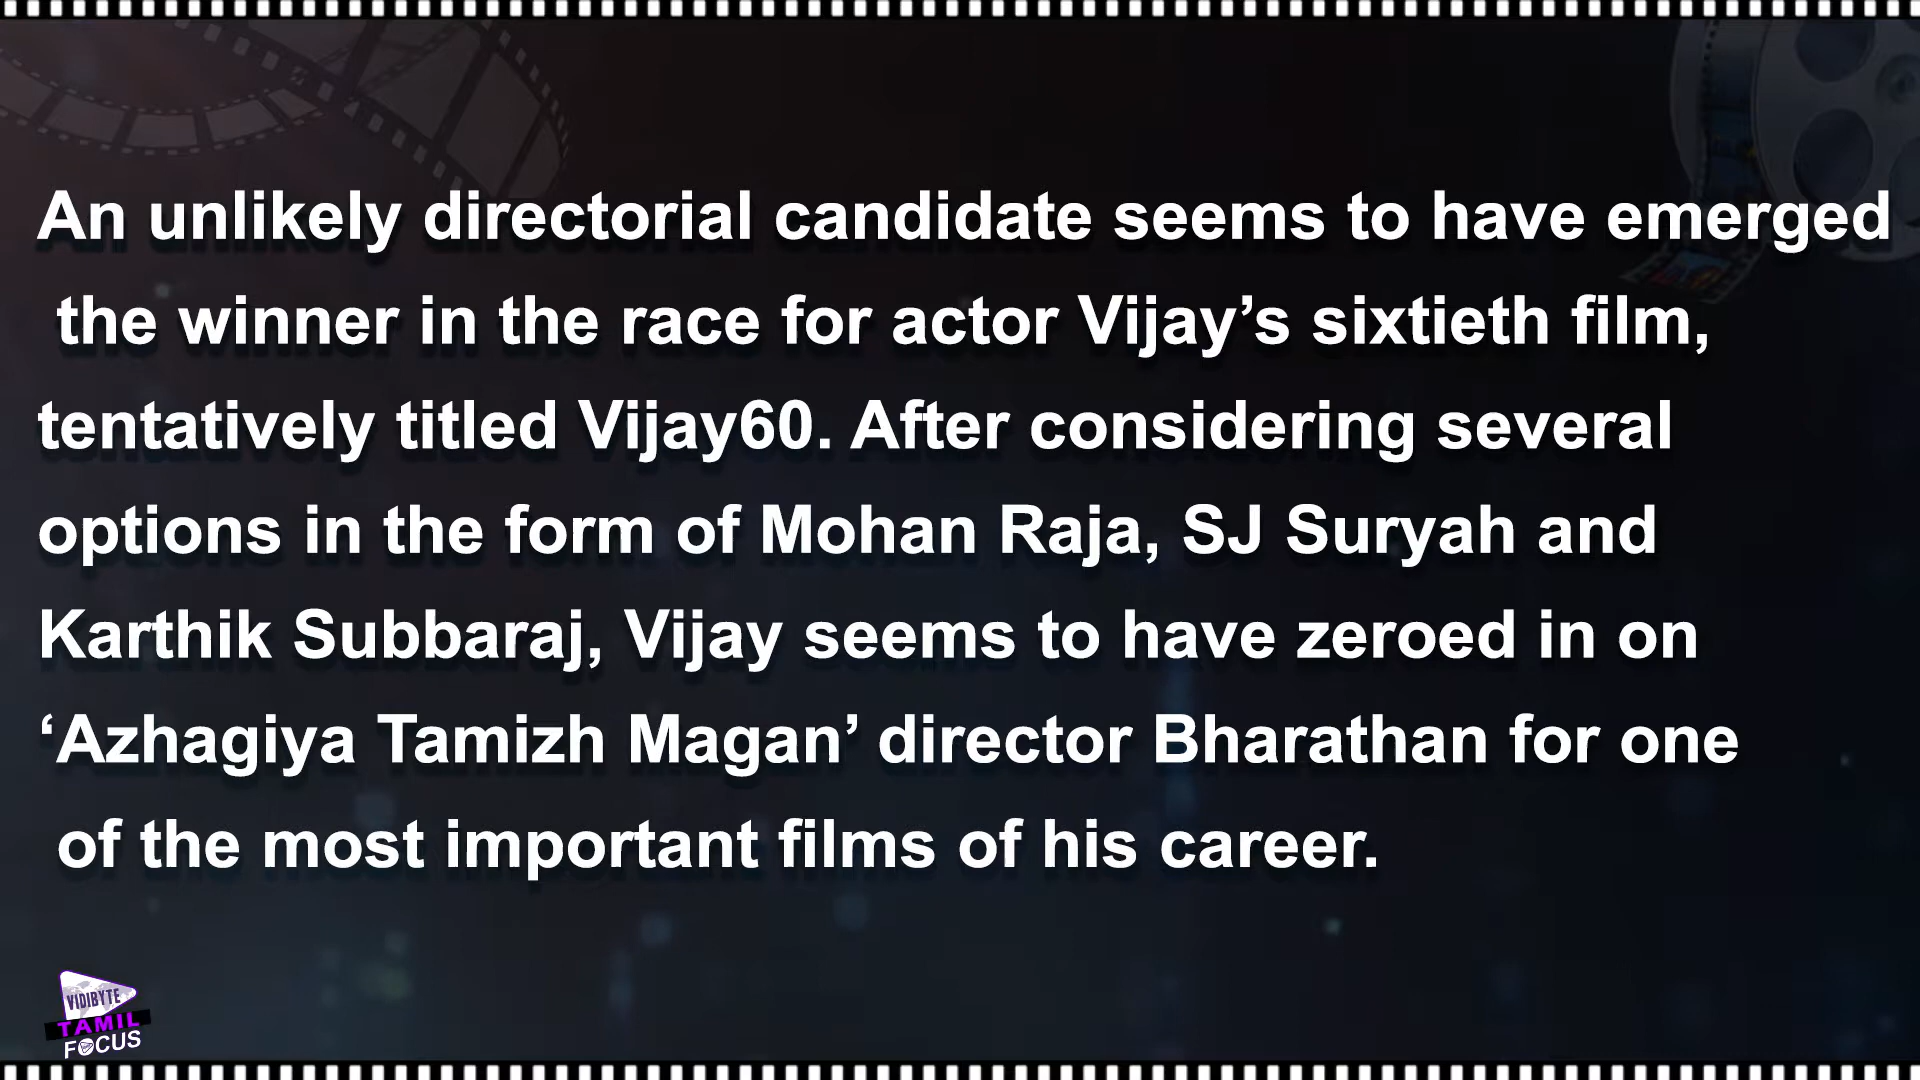 An unlikely directorial candidate seems to have emerged
the winner in the race for actor Vijay’s sixtieth film,
tentatively titled Vijay60. After considering several
options in the form of Mohan Raja, SJ Suryah and
Karthik Subbaraj, Vijay seems to have zeroed in on
‘Azhagiya Tamizh Magan’ director Bharathan for one
of the most important films of his career.
VIDIBYTE
TAMIL
FOCUS